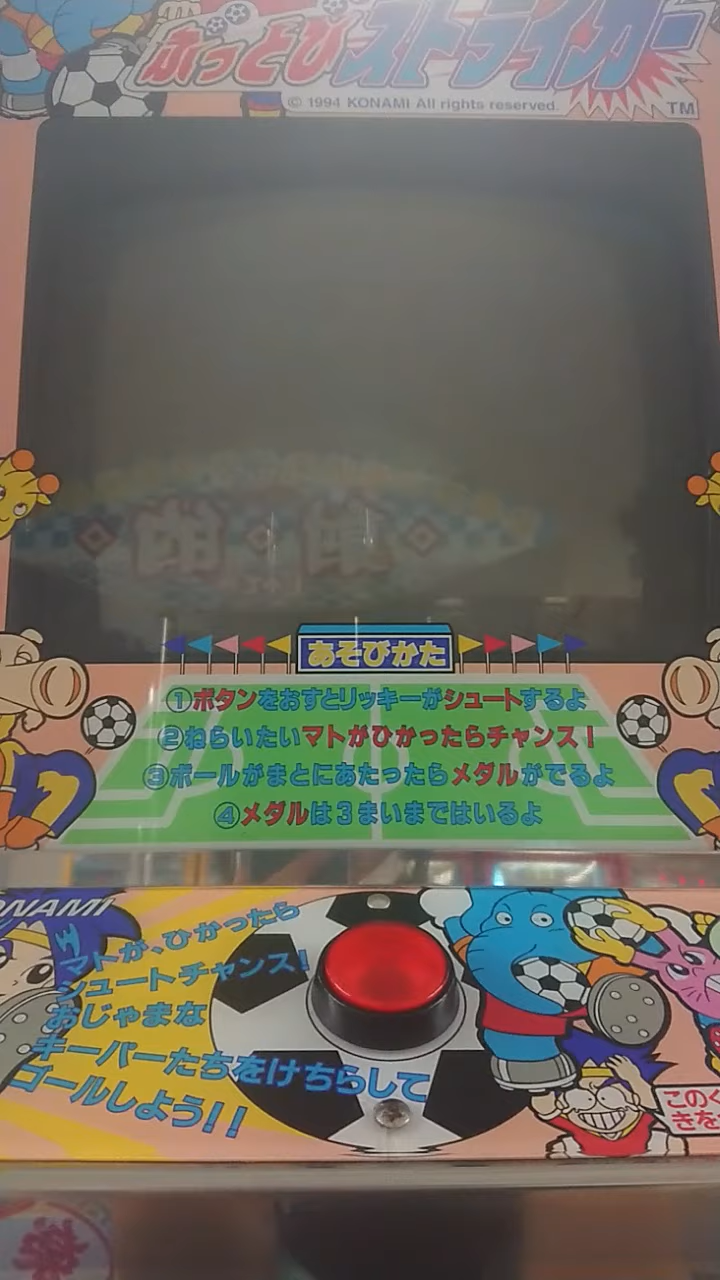 ぶっとびストライカー
© 1994 KONAMI All rights reserved.
TM
あそびかた
①ボタンをおすとリッキーがシュートするよ
②ねらいたいマトがひかったらチャンス！
③ボールがまとにあたったらメダルがでるよ
④メダルは３まいまではいるよ
ONAMI
マトが、ひかったら
シュートチャンス!
おじゃまな
キーパーたちをけちらして
ゴールしよう!!
このく
きを